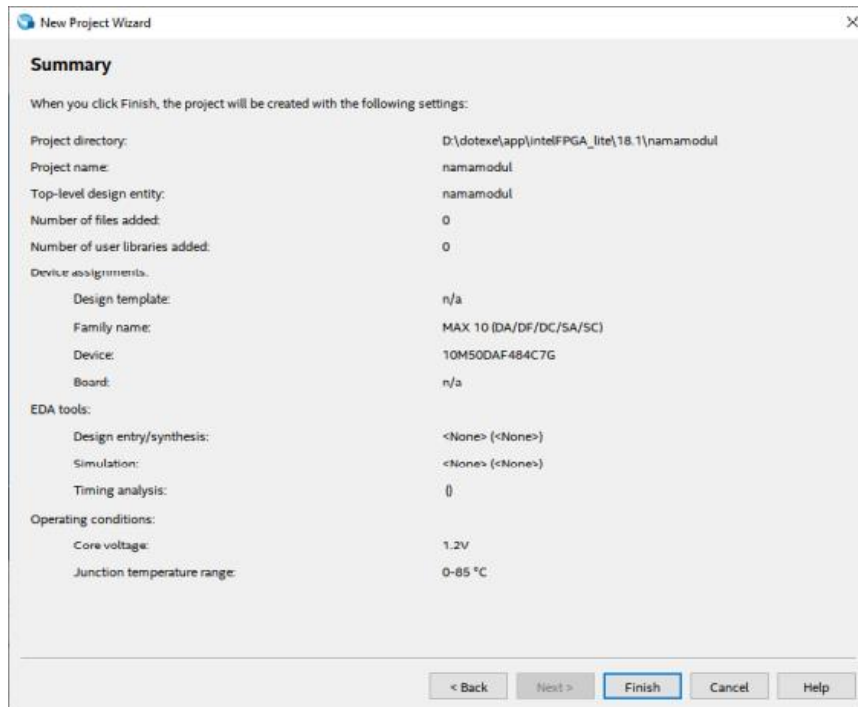 New Project Wizard
Summary
When you click Finish, the project will be created with the following settings:
Project directory: D:\dotexe\app\intelFPGA_lite\18.1\namamodul
Project name: namamodul
Top-level design entity: namamodul
Number of files added: 0
Number of user libraries added: 0
Device assignments:
Design template: n/a
Family name: MAX 10 (DA/DF/DC/SA/SC)
Device: 10M50DAF484C7G
Board: n/a
EDA tools:
Design entry/synthesis: <None> (<None>)
Simulation: <None> (<None>)
Timing analysis: ()
Operating conditions:
Core voltage: 1.2V
Junction temperature range: 0-85 °C
< Back Next > Finish Cancel Help